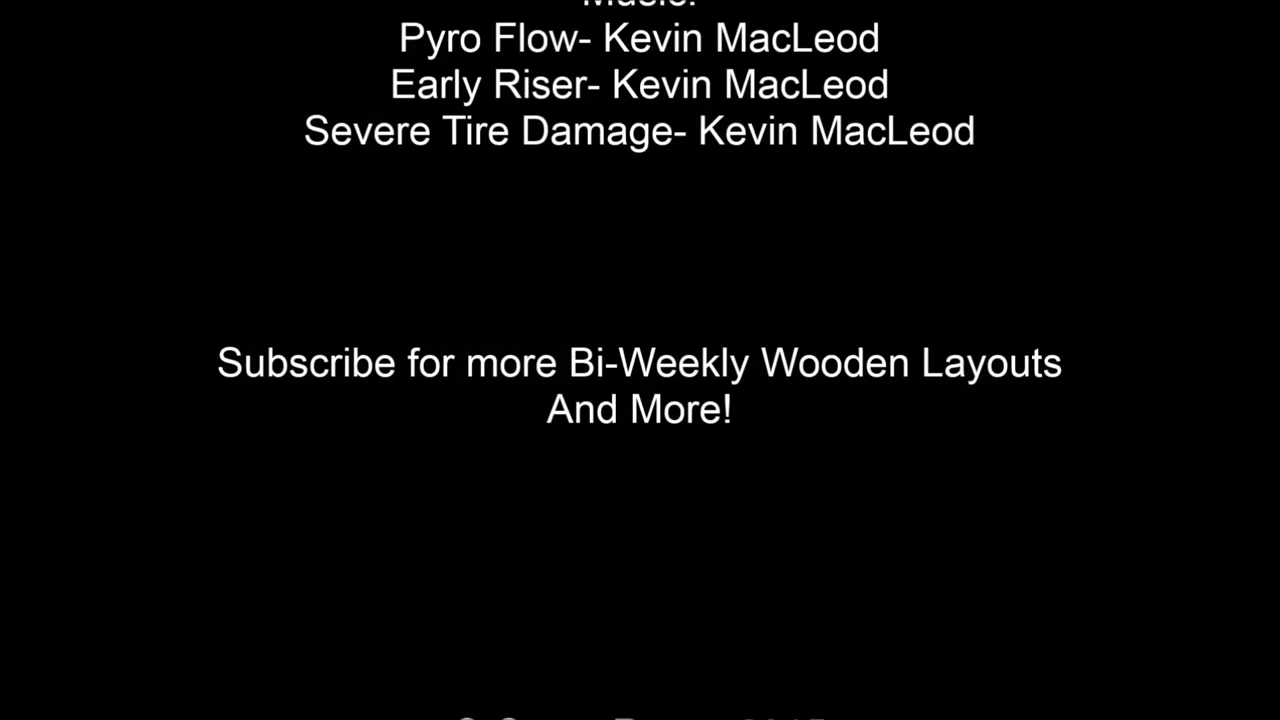 Music:
Pyro Flow- Kevin MacLeod
Early Riser- Kevin MacLeod
Severe Tire Damage- Kevin MacLeod
Subscribe for more Bi-Weekly Wooden Layouts
And More!